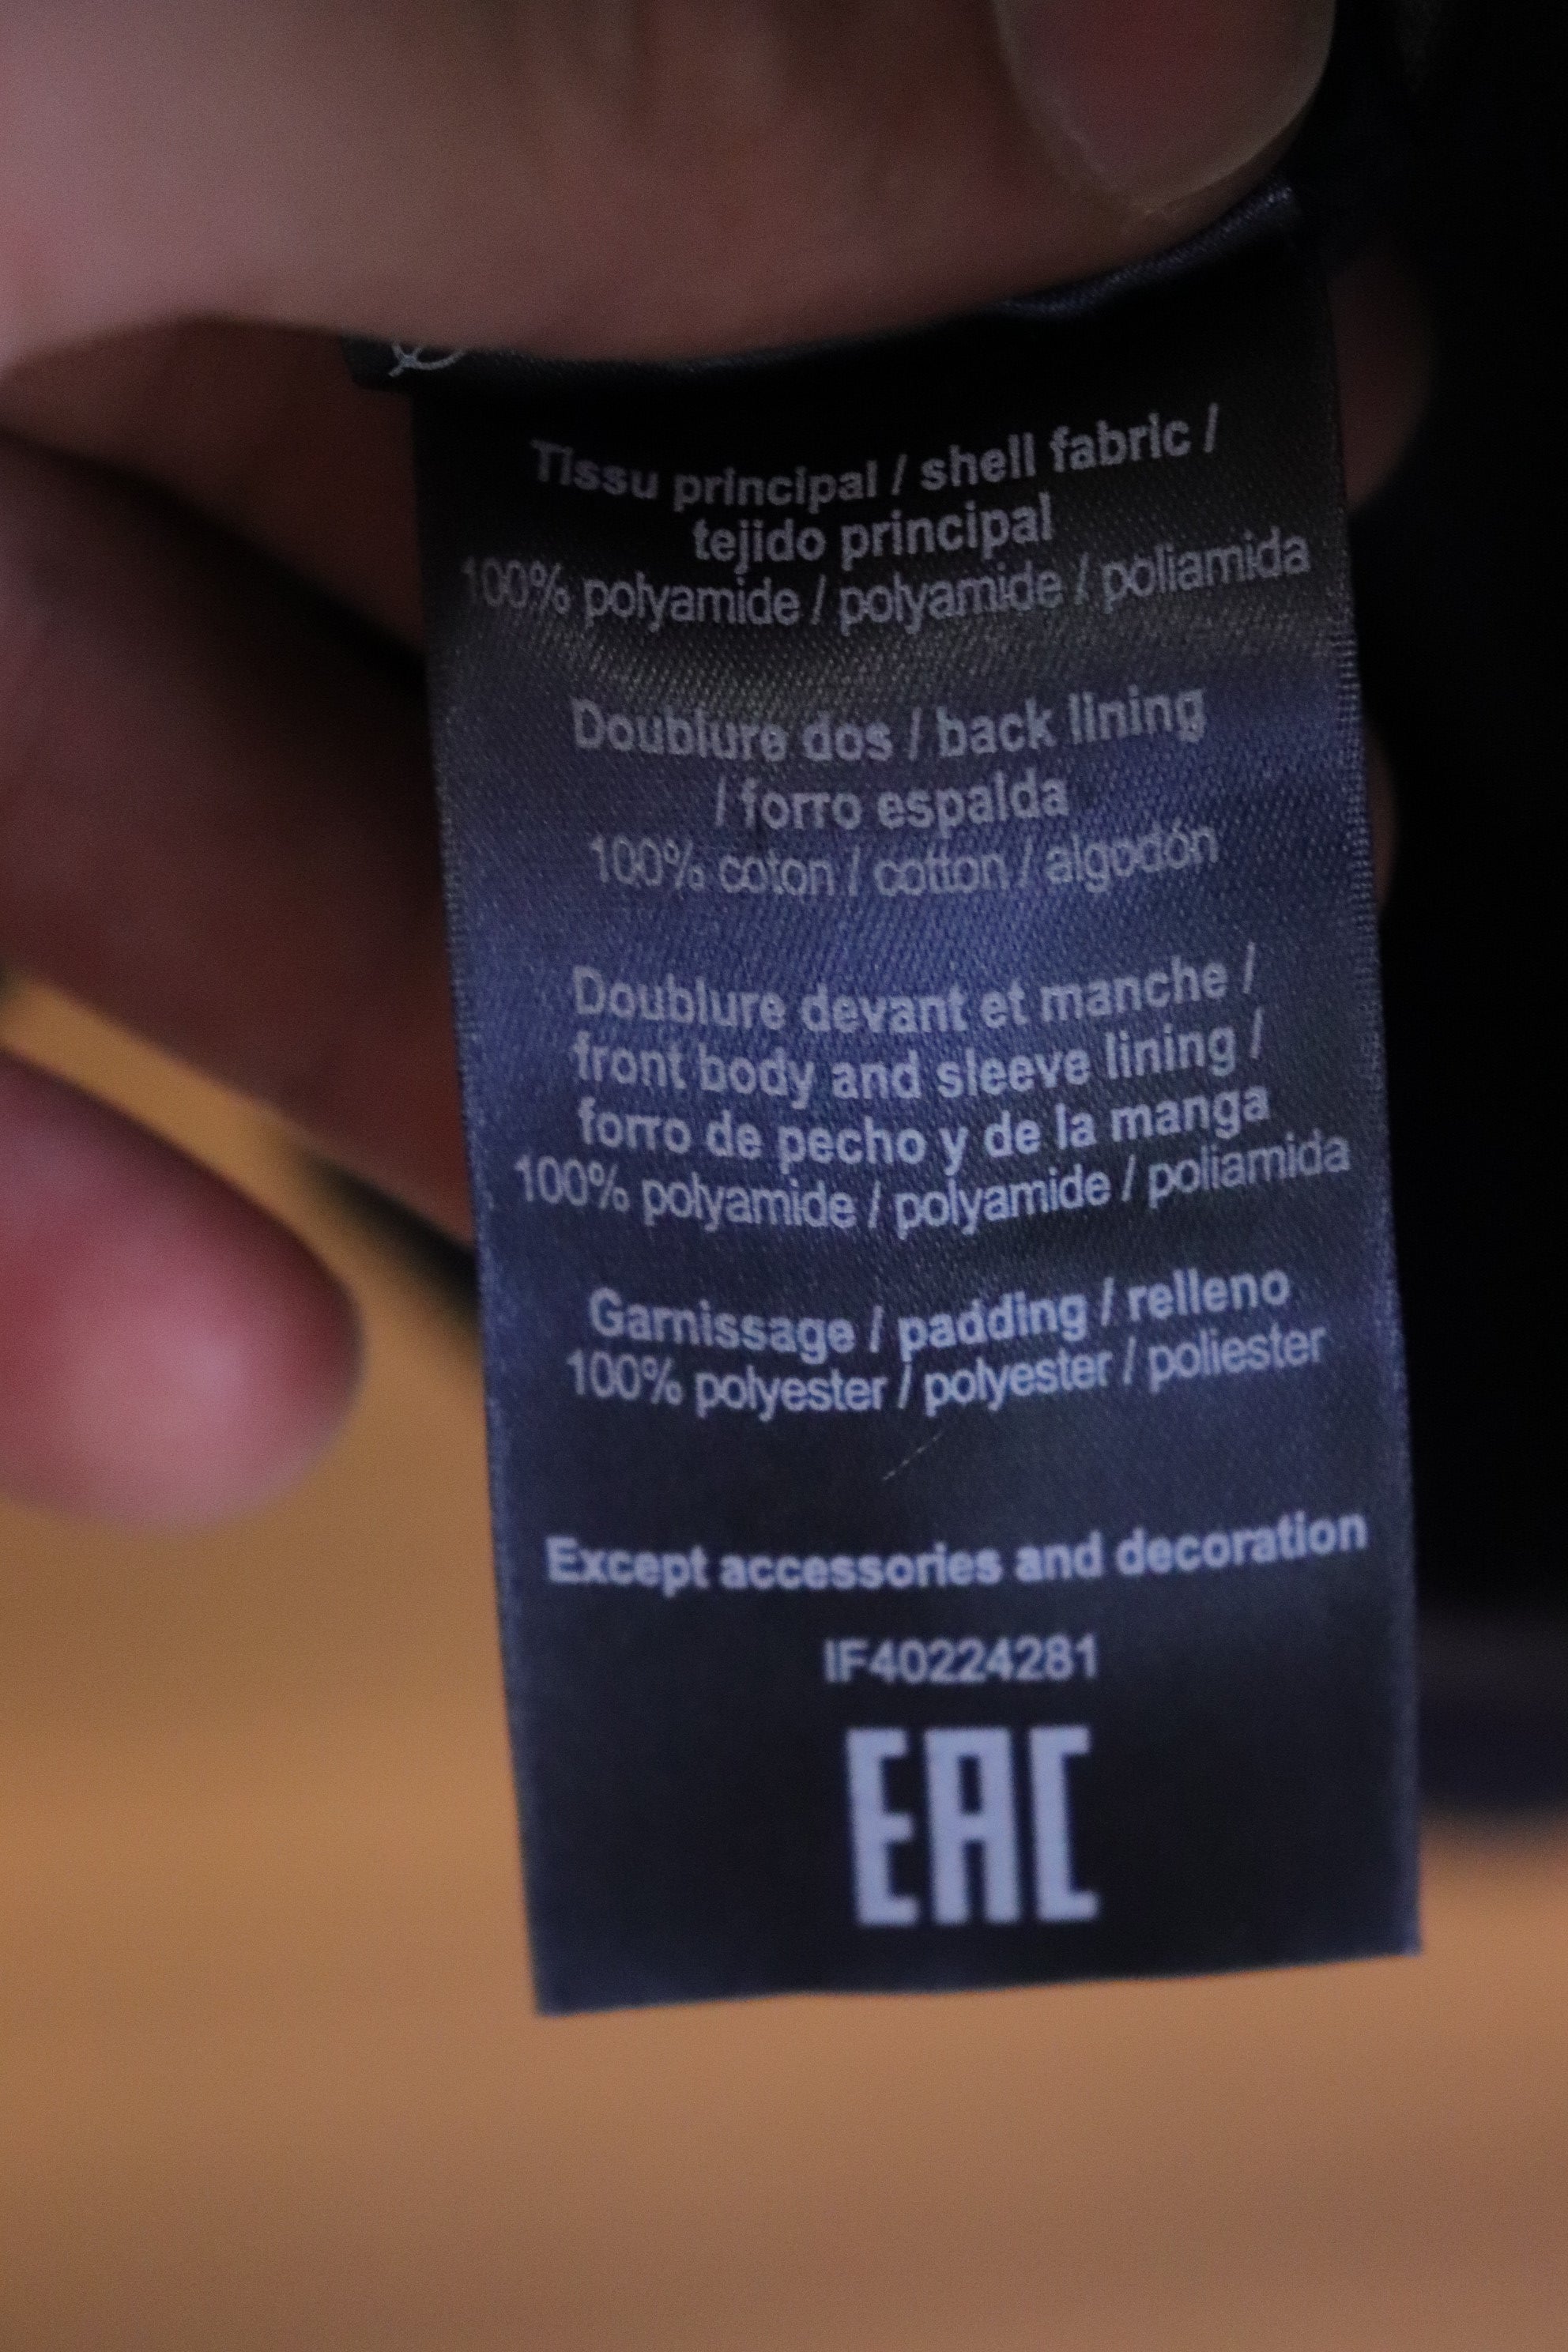 Tissu principal / shell fabric /
tejido principal
100% polyamide / polyamide / poliamida
Doublure dos / back lining
/ forro espalda
100% coton / cotton / algodón
Doublure devant et manche /
front body and sleeve lining /
forro de pecho y de la manga
100% polyamide / polyamide / poliamida
Garnissage / padding / relleno
100% polyester / polyester / poliester
Except accessories and decoration
IF40224281
EAC